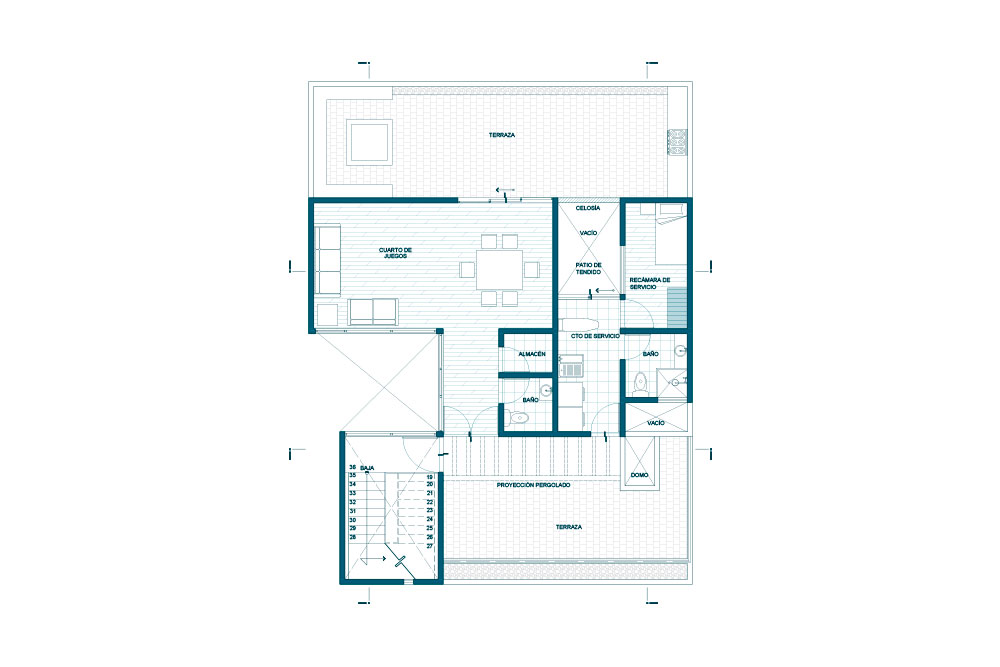 TERRAZA
CELOSÍA
VACÍO
CUARTO DE
JUEGOS
PATIO DE
TENDIDO
RECÁMARA DE
SERVICIO
CTO DE SERVICIO
ALMACÉN
BAÑO
BAÑO
VACÍO
36 BAJA
35
34
33
32
31
30
29
28
19
20
21
22
23
24
25
26
27
DOMO
PROYECCIÓN PERGOLADO
TERRAZA